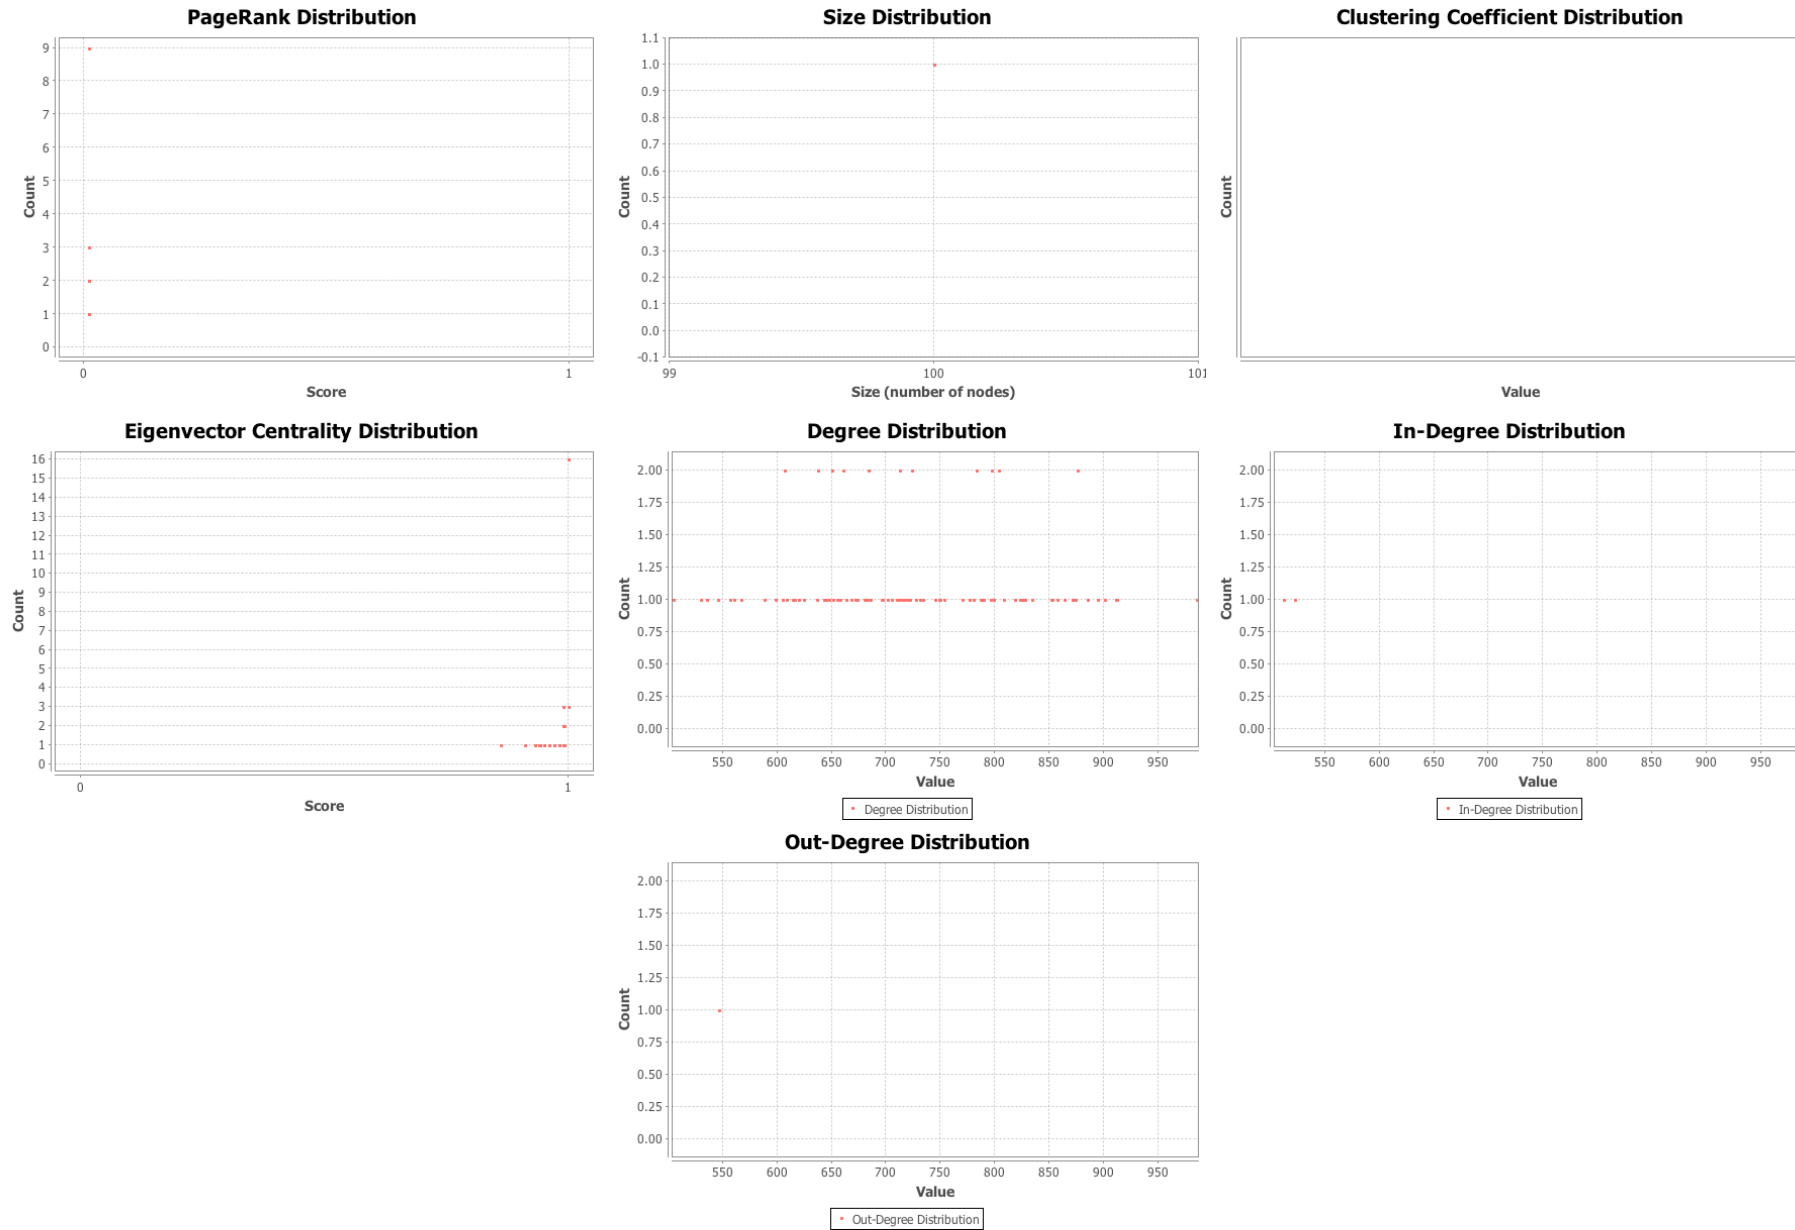 PageRank Distribution
9
8
7
6
5
4
3
2
1
0
Count
0 1
Score
Size Distribution
1.1
1.0
0.9
0.8
0.7
0.6
0.5
0.4
0.3
0.2
0.1
0.0
-0.1
Count
99 100 101
Size (number of nodes)
Clustering Coefficient Distribution
Count
Value
Eigenvector Centrality Distribution
16
15
14
13
12
11
10
9
8
7
6
5
4
3
2
1
0
Count
0 1
Score
Degree Distribution
2.00
1.75
1.50
1.25
1.00
0.75
0.50
0.25
0.00
Count
550 600 650 700 750 800 850 900 950
Value
Degree Distribution
In-Degree Distribution
2.00
1.75
1.50
1.25
1.00
0.75
0.50
0.25
0.00
Count
550 600 650 700 750 800 850 900 950
Value
In-Degree Distribution
Out-Degree Distribution
2.00
1.75
1.50
1.25
1.00
0.75
0.50
0.25
0.00
Count
550 600 650 700 750 800 850 900 950
Value
Out-Degree Distribution